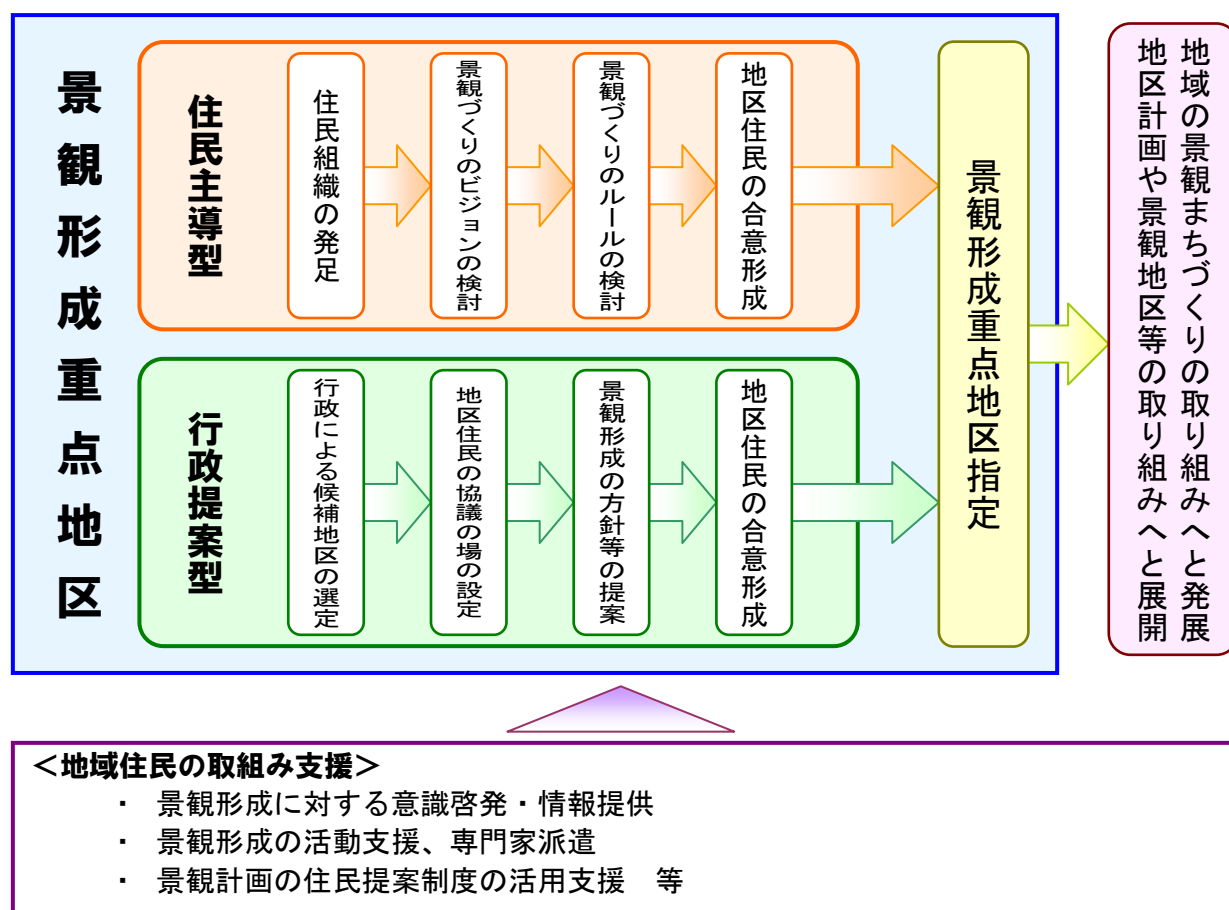 景観形成重点地区
住民主導型
住民組織の発足
景観づくりのビジョンの検討
景観づくりのルールの検討
地区住民の合意形成
行政提案型
行政による候補地区の選定
地区住民の協議の場の設定
景観形成の方針等の提案
地区住民の合意形成
景観形成重点地区指定
地域の景観まちづくりの取り組みへと発展
地区計画や景観地区等の取り組みへと展開
＜地域住民の取組み支援＞
・ 景観形成に対する意識啓発・情報提供
・ 景観形成の活動支援、専門家派遣
・ 景観計画の住民提案制度の活用支援　等